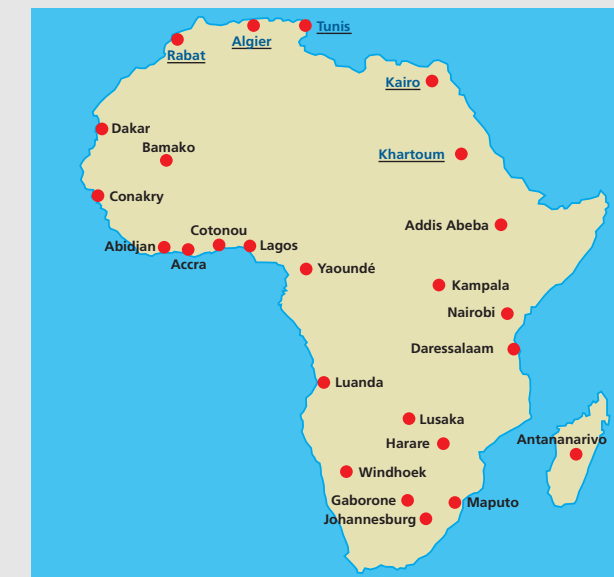 Tunis
Algier
Rabat
Kairo
Dakar
Bamako
Khartoum
Conakry
Addis Abeba
Cotonou
Abidjan
Lagos
Accra
Yaoundé
Kampala
Nairobi
Daressalaam
Luanda
Lusaka
Antananarivo
Harare
Windhoek
Gaborone
Maputo
Johannesburg